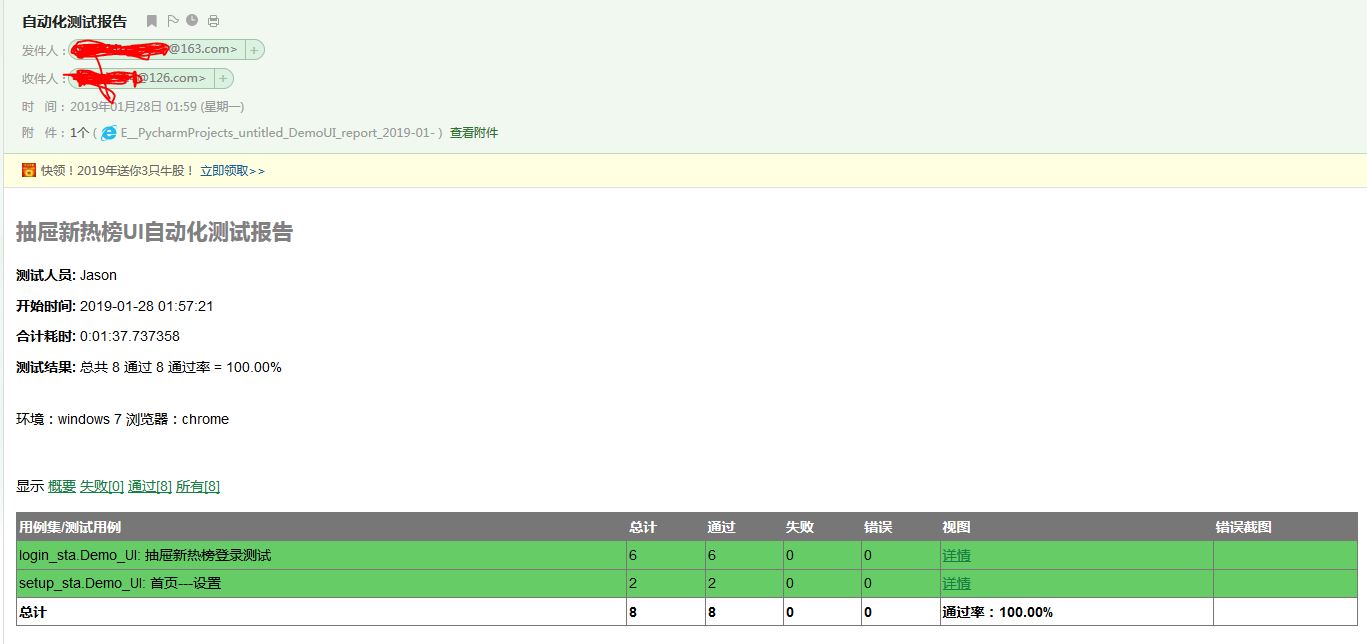 自动化测试报告
发件人： @163.com> +
收件人： @126.com> +
时 间： 2019年01月28日 01:59 (星期一)
附 件： 1个 ( E__PycharmProjects_untitled_DemoUI_report_2019-01- ) 查看附件
快领！2019年送你3只牛股！ 立即领取>>
抽屉新热榜UI自动化测试报告
测试人员: Jason
开始时间: 2019-01-28 01:57:21
合计耗时: 0:01:37.737358
测试结果: 总共 8 通过 8 通过率 = 100.00%
环境：windows 7 浏览器：chrome
显示 概要 失败[0] 通过[8] 所有[8]
用例集/测试用例 总计 通过 失败 错误 视图 错误截图
login_sta.Demo_UI: 抽屉新热榜登录测试 6 6 0 0 详情
setup_sta.Demo_UI: 首页---设置 2 2 0 0 详情
总计 8 8 0 0 通过率：100.00%